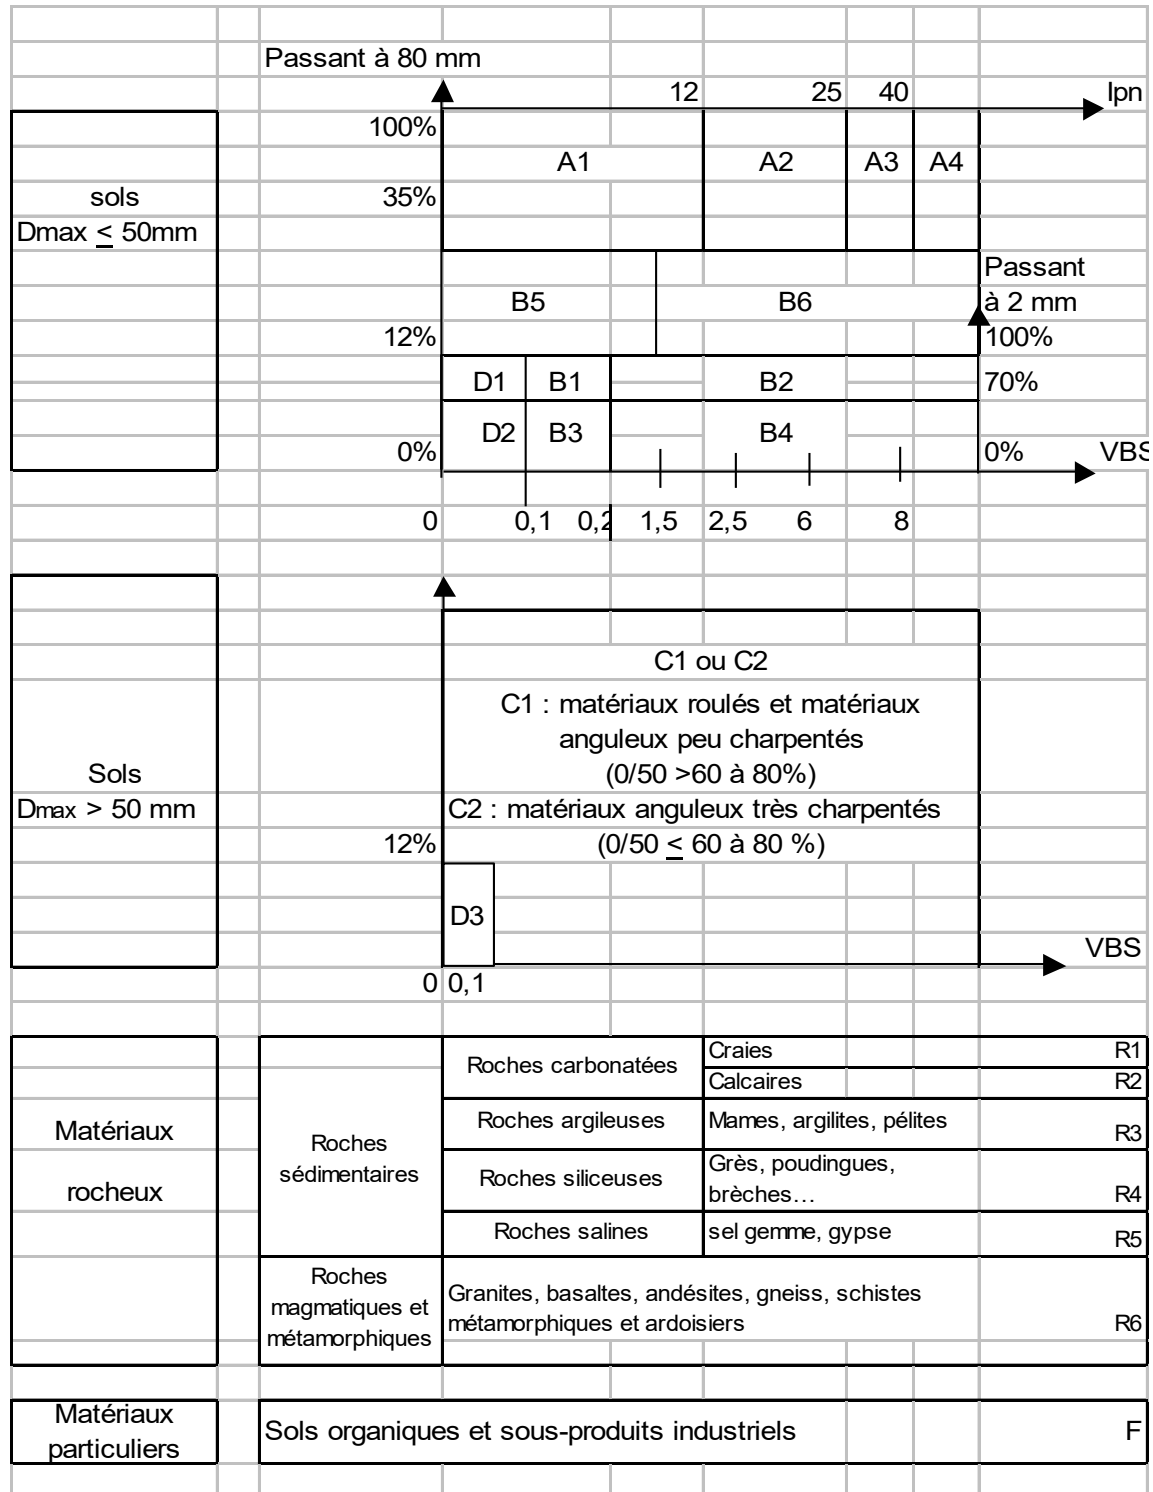 Passant à 80 mm
12 25 40 Ipn
100%
A1 A2 A3 A4
sols 35%
Dmax ≤ 50mm
Passant
B5 B6 à 2 mm
12% 100%
D1 B1 B2 70%
D2 B3 B4
0% 0% VBS
0 0,1 0,2 1,5 2,5 6 8
C1 ou C2
C1 : matériaux roulés et matériaux
anguleux peu charpentés
Sols (0/50 >60 à 80%)
Dmax > 50 mm C2 : matériaux anguleux très charpentés
12% (0/50 ≤ 60 à 80 %)
D3
VBS
0 0,1
Roches carbonatées Craies R1
Calcaires R2
Matériaux
rocheux
Roches
sédimentaires
Roches argileuses Mames, argilites, pélites R3
Roches siliceuses Grès, poudingues,
brèches... R4
Roches salines sel gemme, gypse R5
Roches
magmatiques et
métamorphiques
Granites, basaltes, andésites, gneiss, schistes
métamorphiques et ardoisiers R6
Matériaux
particuliers
Sols organiques et sous-produits industriels F